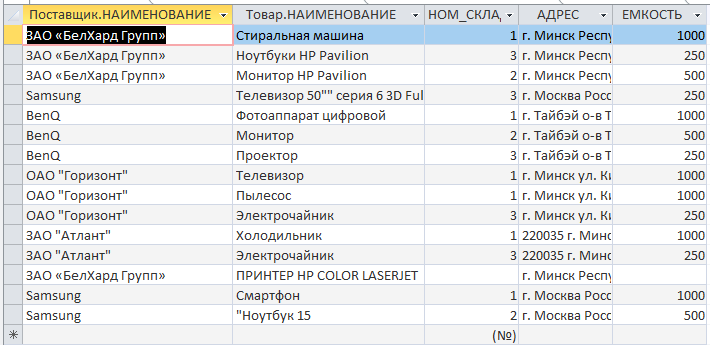 Поставщик.НАИМЕНОВАНИЕ Товар.НАИМЕНОВАНИЕ НОМ_СКЛА, АДРЕС ЕМКОСТЬ
ЗАО «БелХард Групп» Стиральная машина 1 г. Минск Респу 1000
ЗАО «БелХард Групп» Ноутбуки HP Pavilion 3 г. Минск Респу 250
ЗАО «БелХард Групп» Монитор HP Pavilion 2 г. Минск Респу 500
Samsung Телевизор 50"" серия 6 3D Ful 3 г. Москва Росс 250
BenQ Фотоаппарат цифровой 1 г. Тайбэй о-в Т 1000
BenQ Монитор 2 г. Тайбэй о-в Т 500
BenQ Проектор 3 г. Тайбэй о-в Т 250
ОАО "Горизонт" Телевизор 1 г. Минск ул. Ки 1000
ОАО "Горизонт" Пылесос 1 г. Минск ул. Ки 1000
ОАО "Горизонт" Электрочайник 3 г. Минск ул. Ки 250
ЗАО "Атлант" Холодильник 1 220035 г. Минс 1000
ЗАО "Атлант" Электрочайник 3 220035 г. Минс 250
ЗАО «БелХард Групп» ПРИНТЕР HP COLOR LASERJET г. Минск Респу
Samsung Смартфон 1 г. Москва Росс 1000
Samsung "Ноутбук 15 2 г. Москва Росс 500
(№)